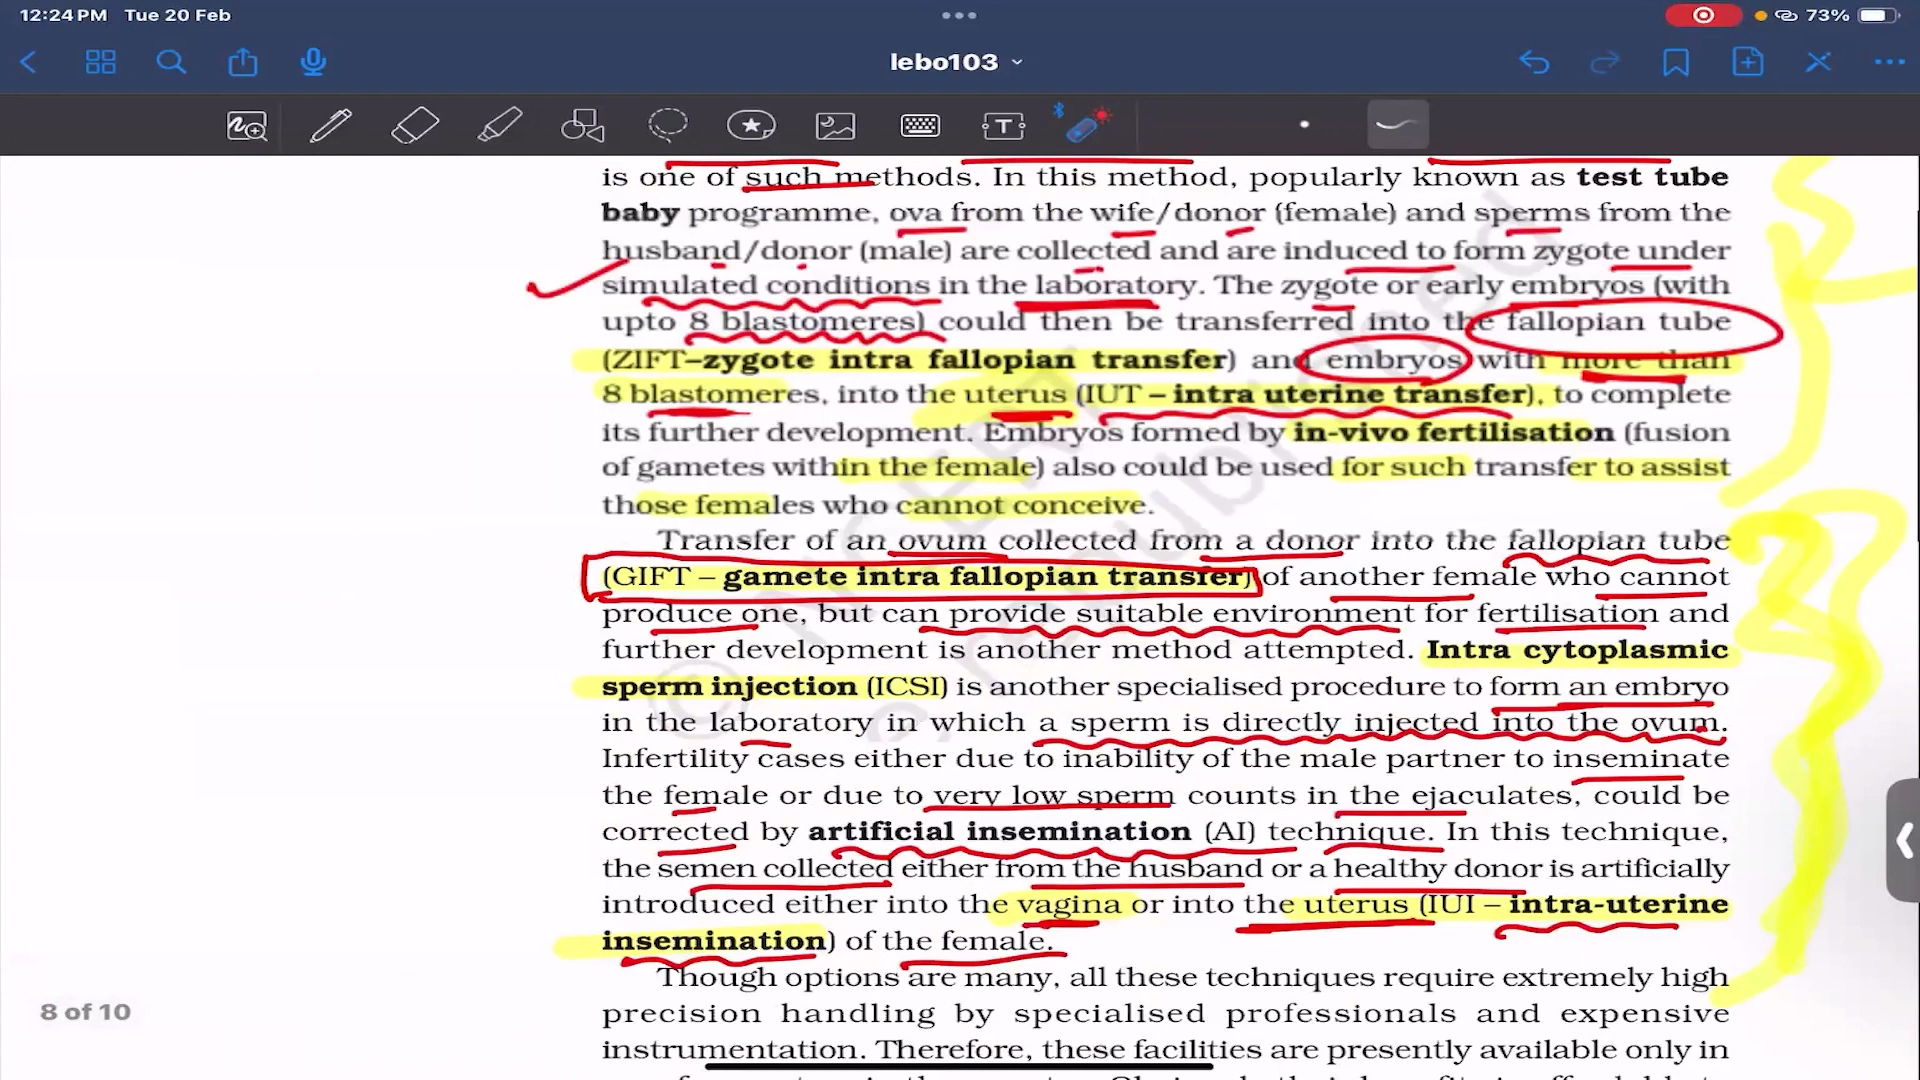 12:24 PM Tue 20 Feb
73%
lebo103
is one of such methods. In this method, popularly known as test tube
baby programme, ova from the wife/donor (female) and sperms from the
husband/donor (male) are collected and are induced to form zygote under
simulated conditions in the laboratory. The zygote or early embryos (with
upto 8 blastomeres) could then be transferred into the fallopian tube
(ZIFT–zygote intra fallopian transfer) and embryos with more than
8 blastomeres, into the uterus (IUT – intra uterine transfer), to complete
its further development. Embryos formed by in-vivo fertilisation (fusion
of gametes within the female) also could be used for such transfer to assist
those females who cannot conceive.
Transfer of an ovum collected from a donor into the fallopian tube
(GIFT – gamete intra fallopian transfer) of another female who cannot
produce one, but can provide suitable environment for fertilisation and
further development is another method attempted. Intra cytoplasmic
sperm injection (ICSI) is another specialised procedure to form an embryo
in the laboratory in which a sperm is directly injected into the ovum.
Infertility cases either due to inability of the male partner to inseminate
the female or due to very low sperm counts in the ejaculates, could be
corrected by artificial insemination (AI) technique. In this technique,
the semen collected either from the husband or a healthy donor is artificially
introduced either into the vagina or into the uterus (IUI – intra-uterine
insemination) of the female.
Though options are many, all these techniques require extremely high
precision handling by specialised professionals and expensive
instrumentation. Therefore, these facilities are presently available only in
8 of 10